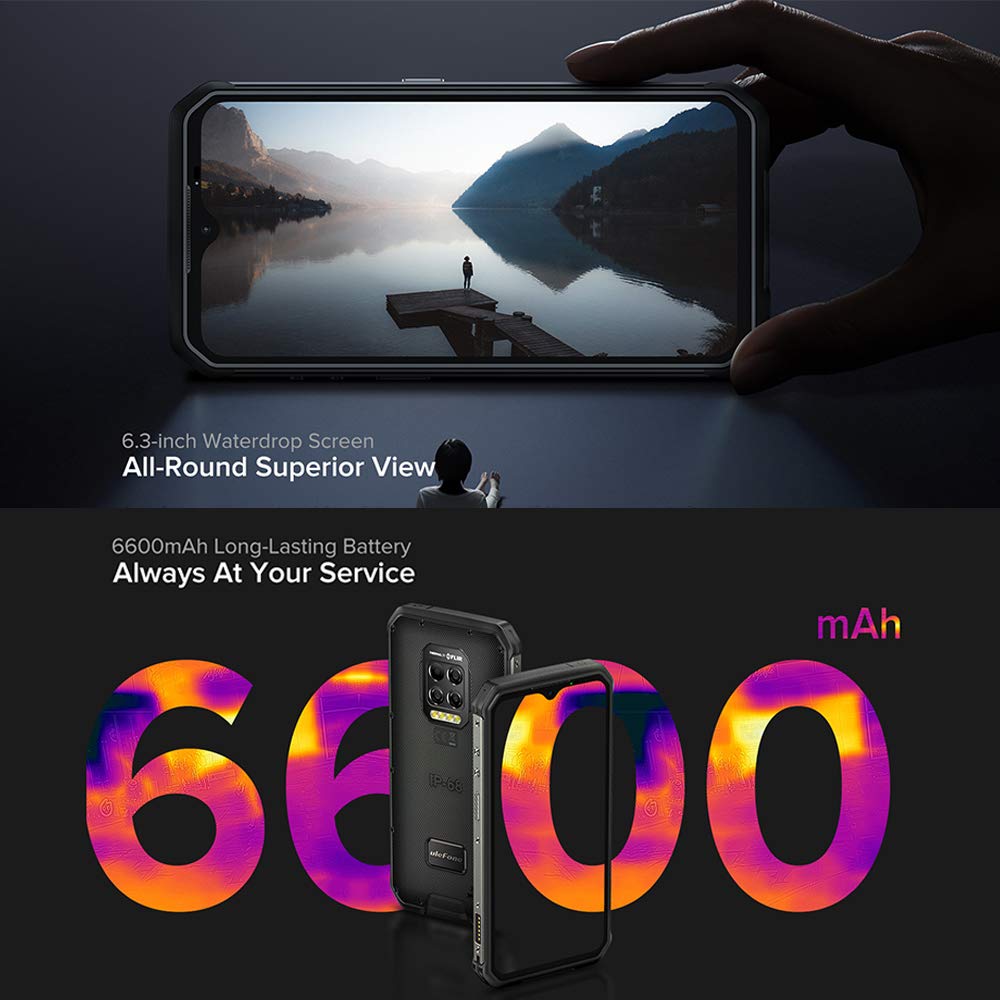 6.3-inch Waterdrop Screen
All-Round Superior View
6600mAh Long-Lasting Battery
Always At Your Service
mAh
6600
FLIR
IP-68
uleFone